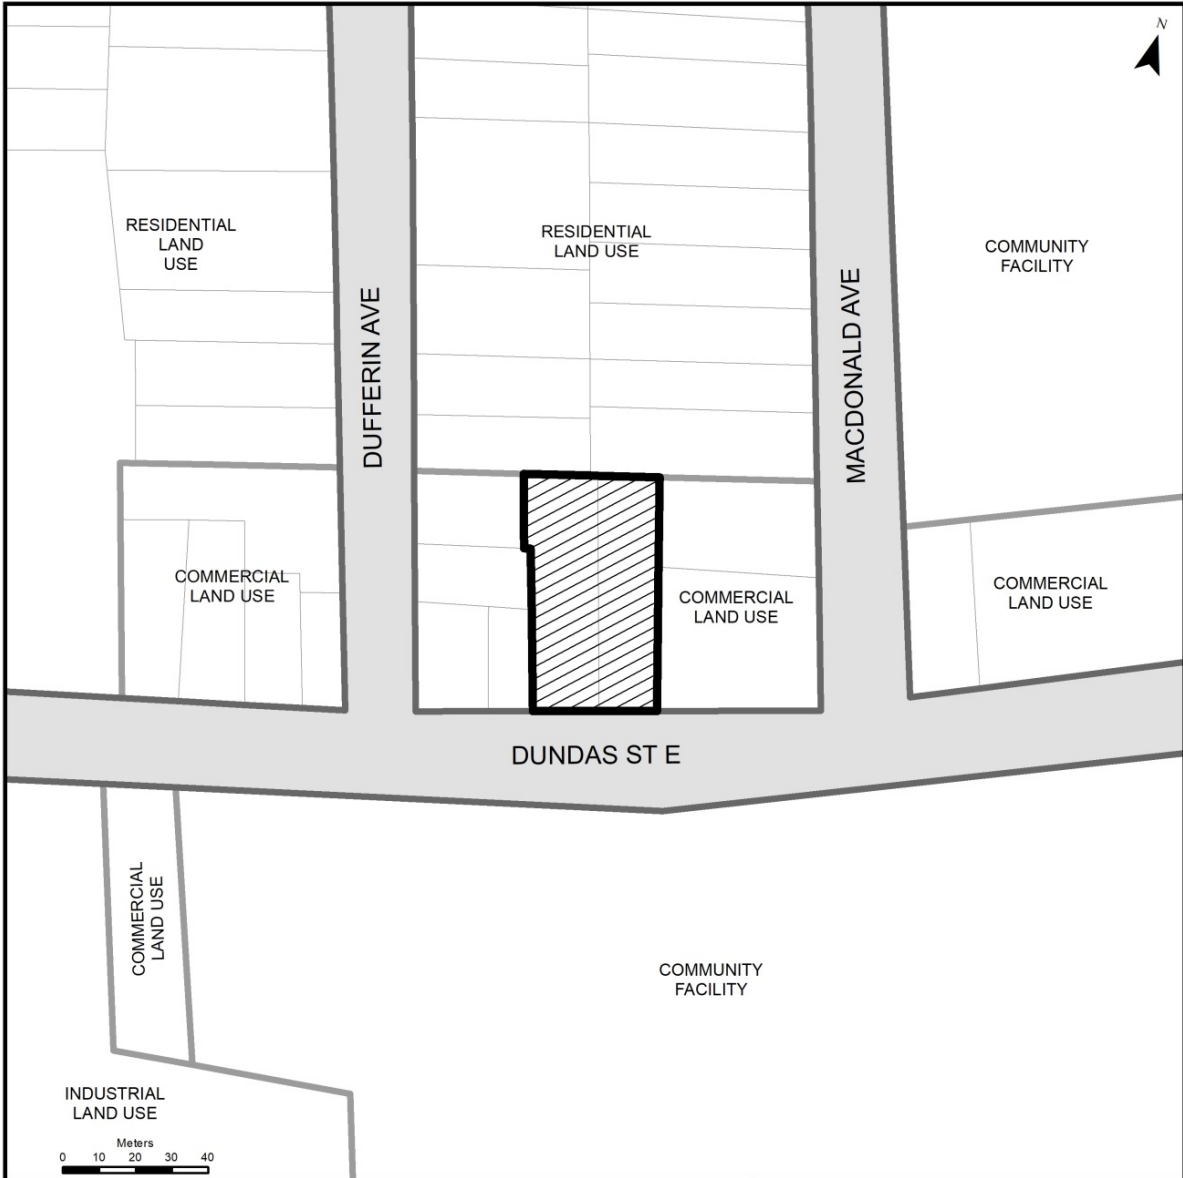 N
RESIDENTIAL
LAND
USE
RESIDENTIAL
LAND USE
COMMUNITY
FACILITY
DUFFERIN AVE
MACDONALD AVE
COMMERCIAL
LAND USE
COMMERCIAL
LAND USE
COMMERCIAL
LAND USE
DUNDAS ST E
COMMERCIAL
LAND USE
COMMUNITY
FACILITY
INDUSTRIAL
LAND USE
Meters
0 10 20 30 40